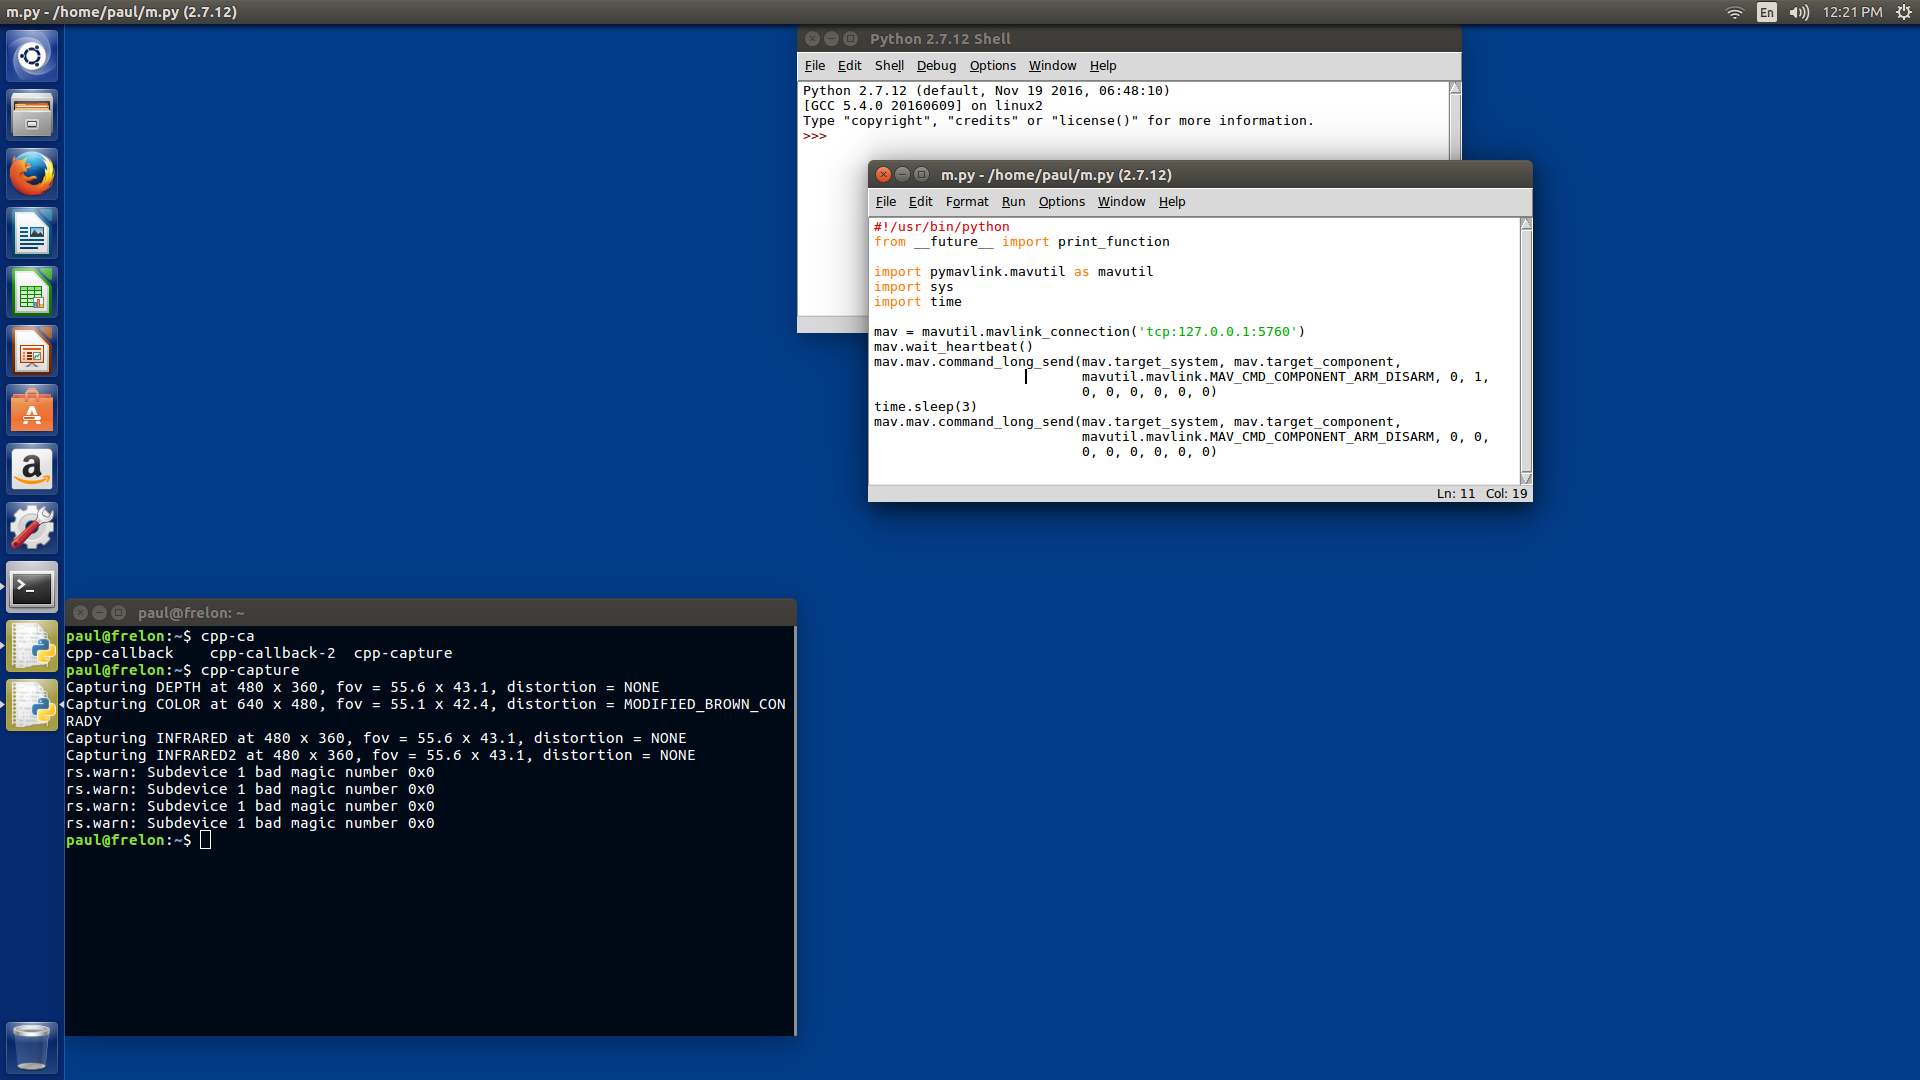 m.py - /home/paul/m.py (2.7.12)
En
12:21 PM
Python 2.7.12 Shell
File Edit Shell Debug Options Window Help
Python 2.7.12 (default, Nov 19 2016, 06:48:10)
[GCC 5.4.0 20160609] on linux2
Type "copyright", "credits" or "license()" for more information.
>>>
m.py - /home/paul/m.py (2.7.12)
File Edit Format Run Options Window Help
#!/usr/bin/python
from __future__ import print_function
import pymavlink.mavutil as mavutil
import sys
import time
mav = mavutil.mavlink_connection('tcp:127.0.0.1:5760')
mav.wait_heartbeat()
mav.mav.command_long_send(mav.target_system, mav.target_component,
mavutil.mavlink.MAV_CMD_COMPONENT_ARM_DISARM, 0, 1,
0, 0, 0, 0, 0, 0)
time.sleep(3)
mav.mav.command_long_send(mav.target_system, mav.target_component,
mavutil.mavlink.MAV_CMD_COMPONENT_ARM_DISARM, 0, 0,
0, 0, 0, 0, 0, 0)
Ln: 11 Col: 19
paul@frelon: ~
paul@frelon:~$ cpp-ca
cpp-callback cpp-callback-2 cpp-capture
paul@frelon:~$ cpp-capture
Capturing DEPTH at 480 x 360, fov = 55.6 x 43.1, distortion = NONE
Capturing COLOR at 640 x 480, fov = 55.1 x 42.4, distortion = MODIFIED_BROWN_CON
RADY
Capturing INFRARED at 480 x 360, fov = 55.6 x 43.1, distortion = NONE
Capturing INFRARED2 at 480 x 360, fov = 55.6 x 43.1, distortion = NONE
rs.warn: Subdevice 1 bad magic number 0x0
rs.warn: Subdevice 1 bad magic number 0x0
rs.warn: Subdevice 1 bad magic number 0x0
rs.warn: Subdevice 1 bad magic number 0x0
paul@frelon:~$